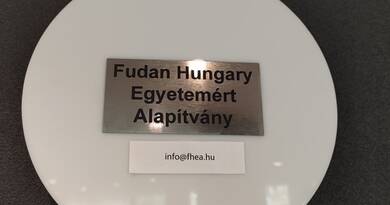 Fudan Hungary
Egyetemért
Alapítvány
info@fhea.hu